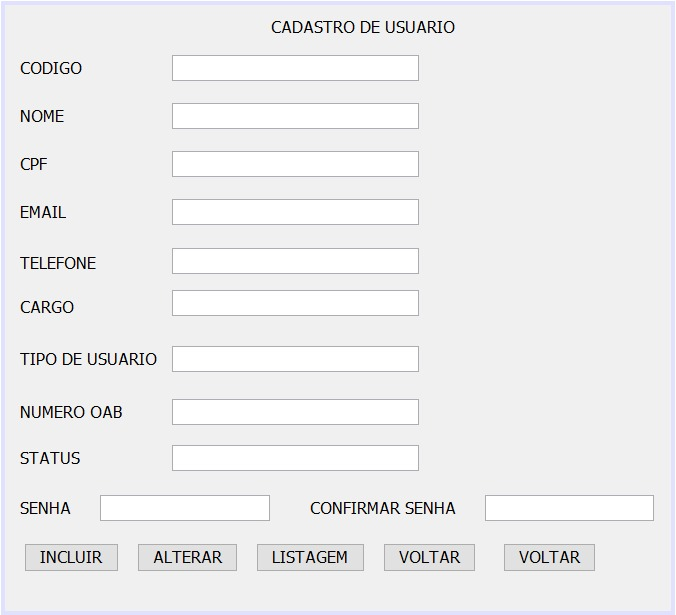 CADASTRO DE USUARIO
CODIGO
NOME
CPF
EMAIL
TELEFONE
CARGO
TIPO DE USUARIO
NUMERO OAB
STATUS
SENHA CONFIRMAR SENHA
INCLUIR ALTERAR LISTAGEM VOLTAR VOLTAR